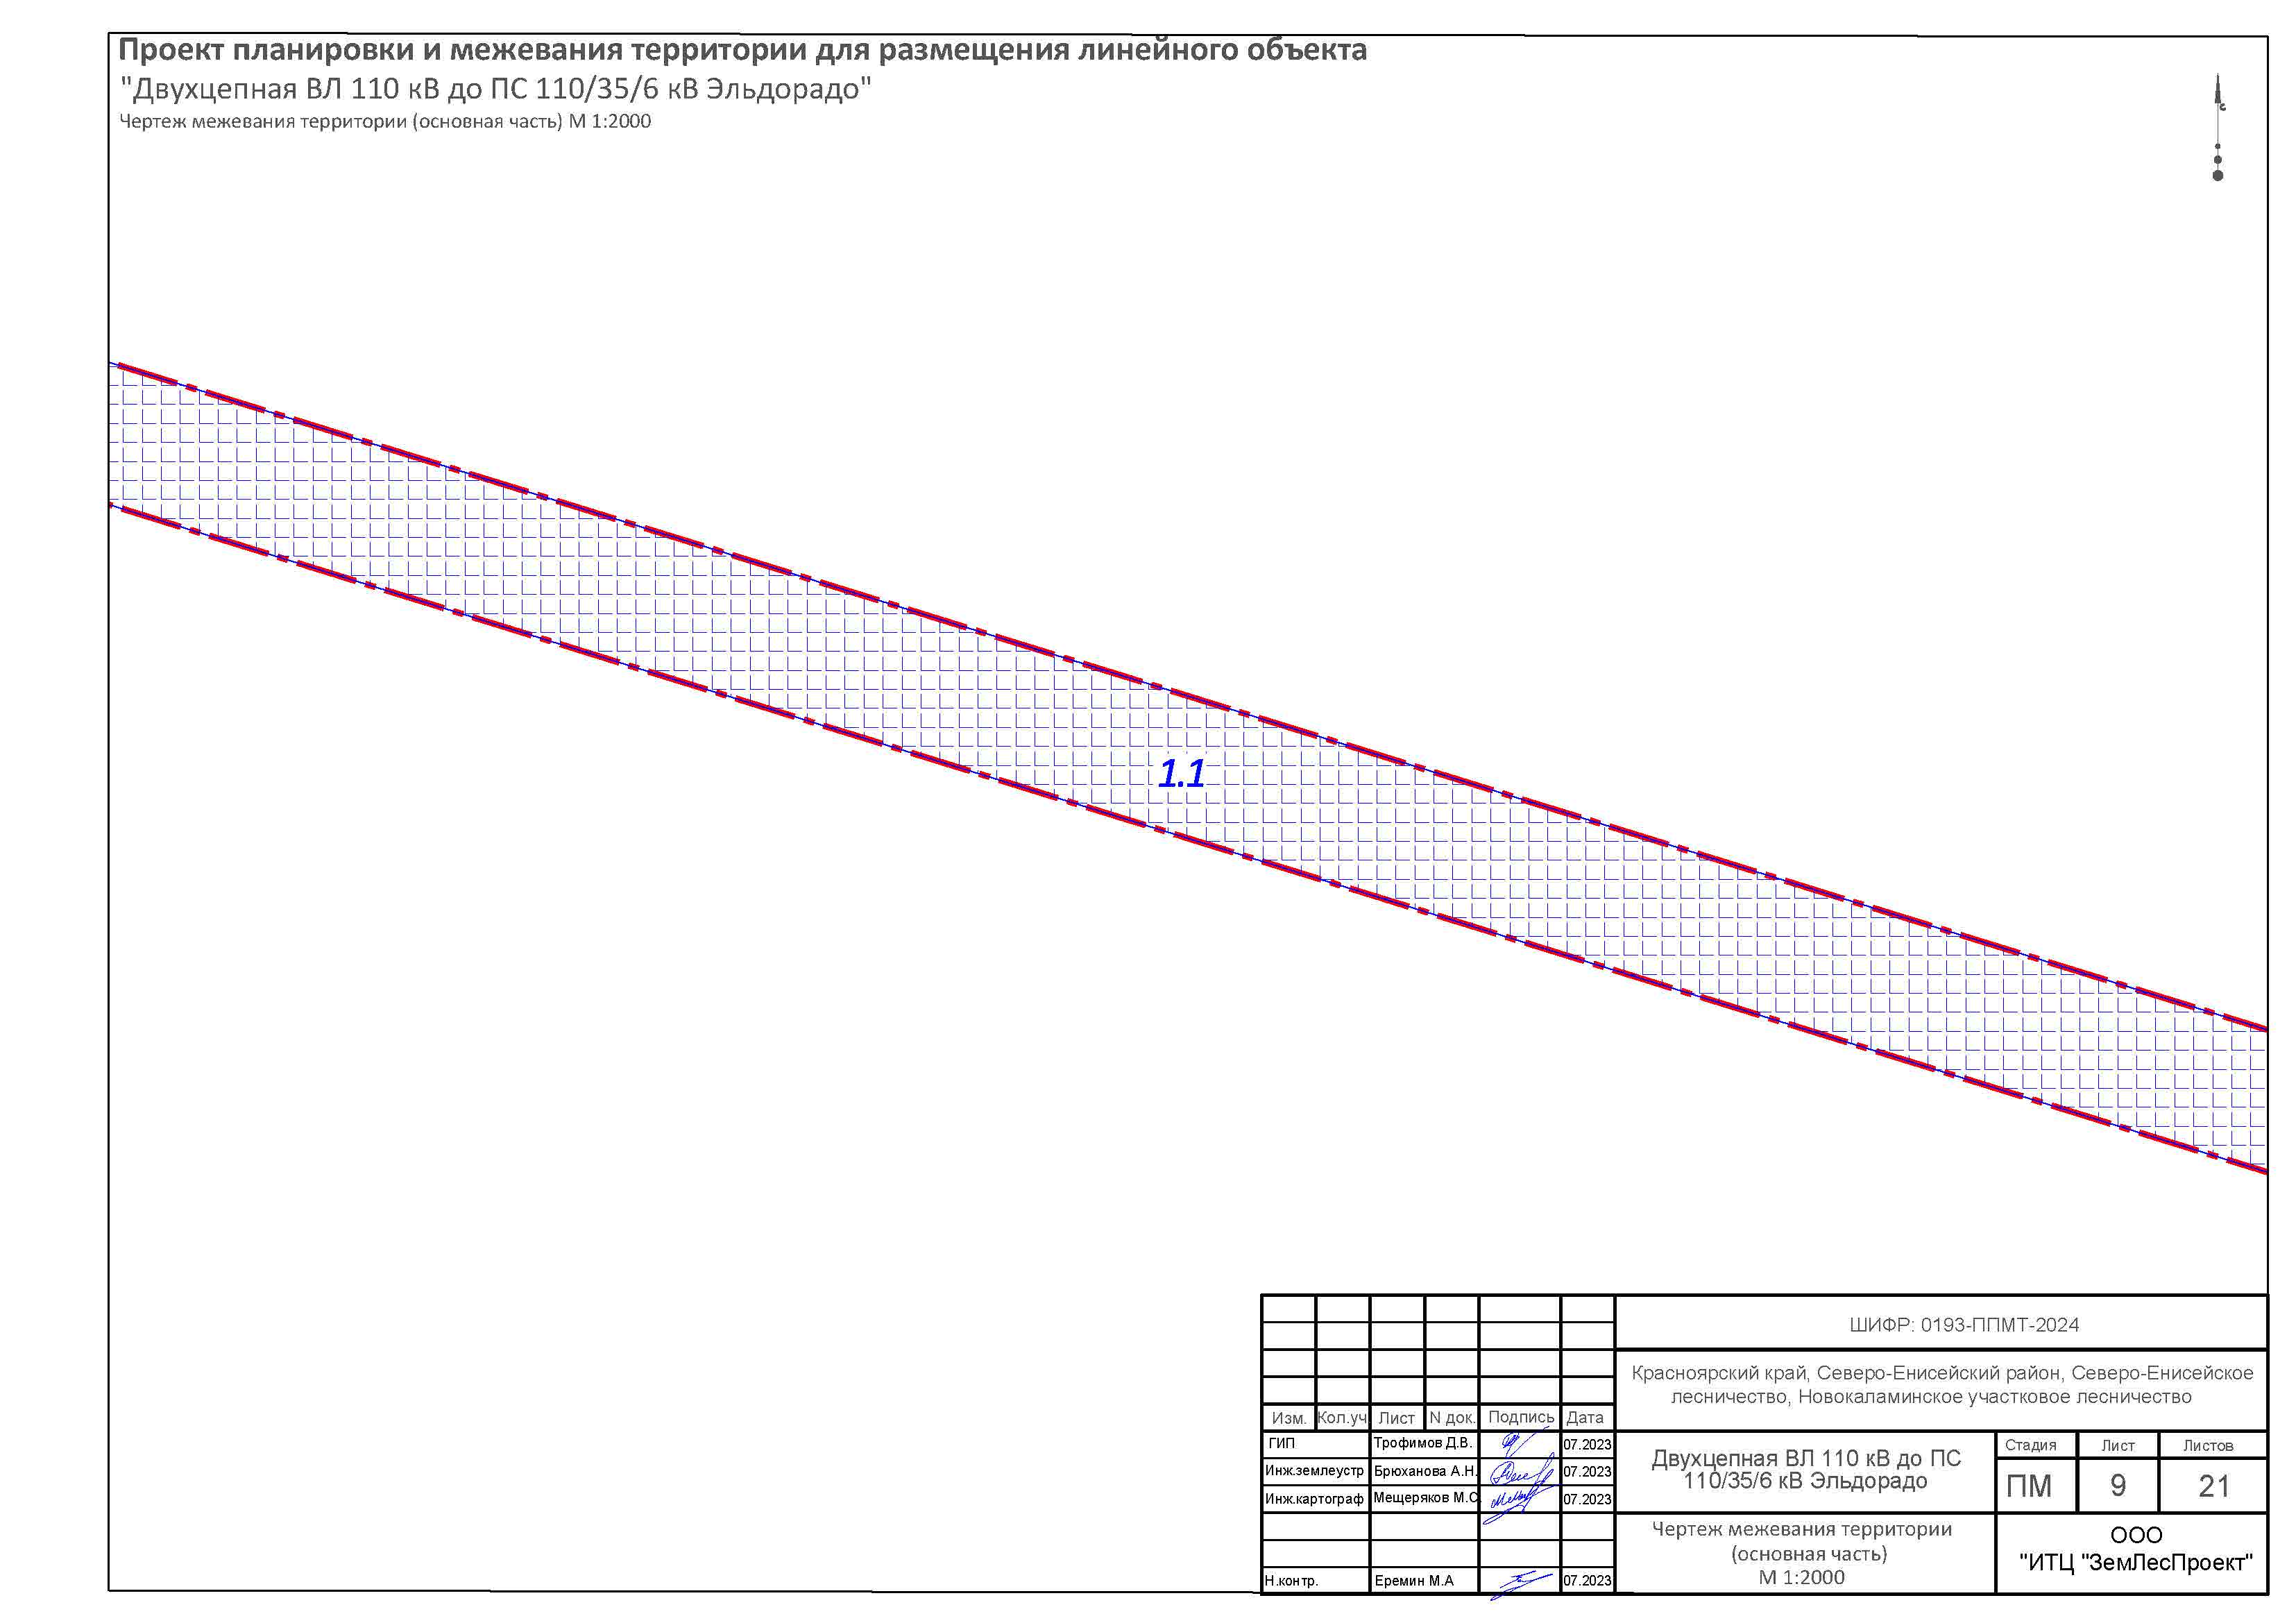 Проект планировки и межевания территории для размещения линейного объекта
"Двухцепная ВЛ 110 кВ до ПС 110/35/6 кВ Эльдорадо"
Чертеж межевания территории (основная часть) М 1:2000
с
1.1
ШИФР: 0193-ППМТ-2024
Красноярский край, Северо-Енисейский район, Северо-Енисейское
лесничество, Новокаламинское участковое лесничество
Изм. Кол.уч Лист N док. Подпись Дата
ГИП Трофимов Д.В. 07.2023
Инж.землеустр Брюханова А.Н. 07.2023
Инж.картограф Мещеряков М.С. 07.2023
Н.контр. Еремин М.А 07.2023
Двухцепная ВЛ 110 кВ до ПС
110/35/6 кВ Эльдорадо
Стадия Лист Листов
ПМ 9 21
Чертеж межевания территории
(основная часть)
М 1:2000
ООО
"ИТЦ "ЗемЛесПроект"